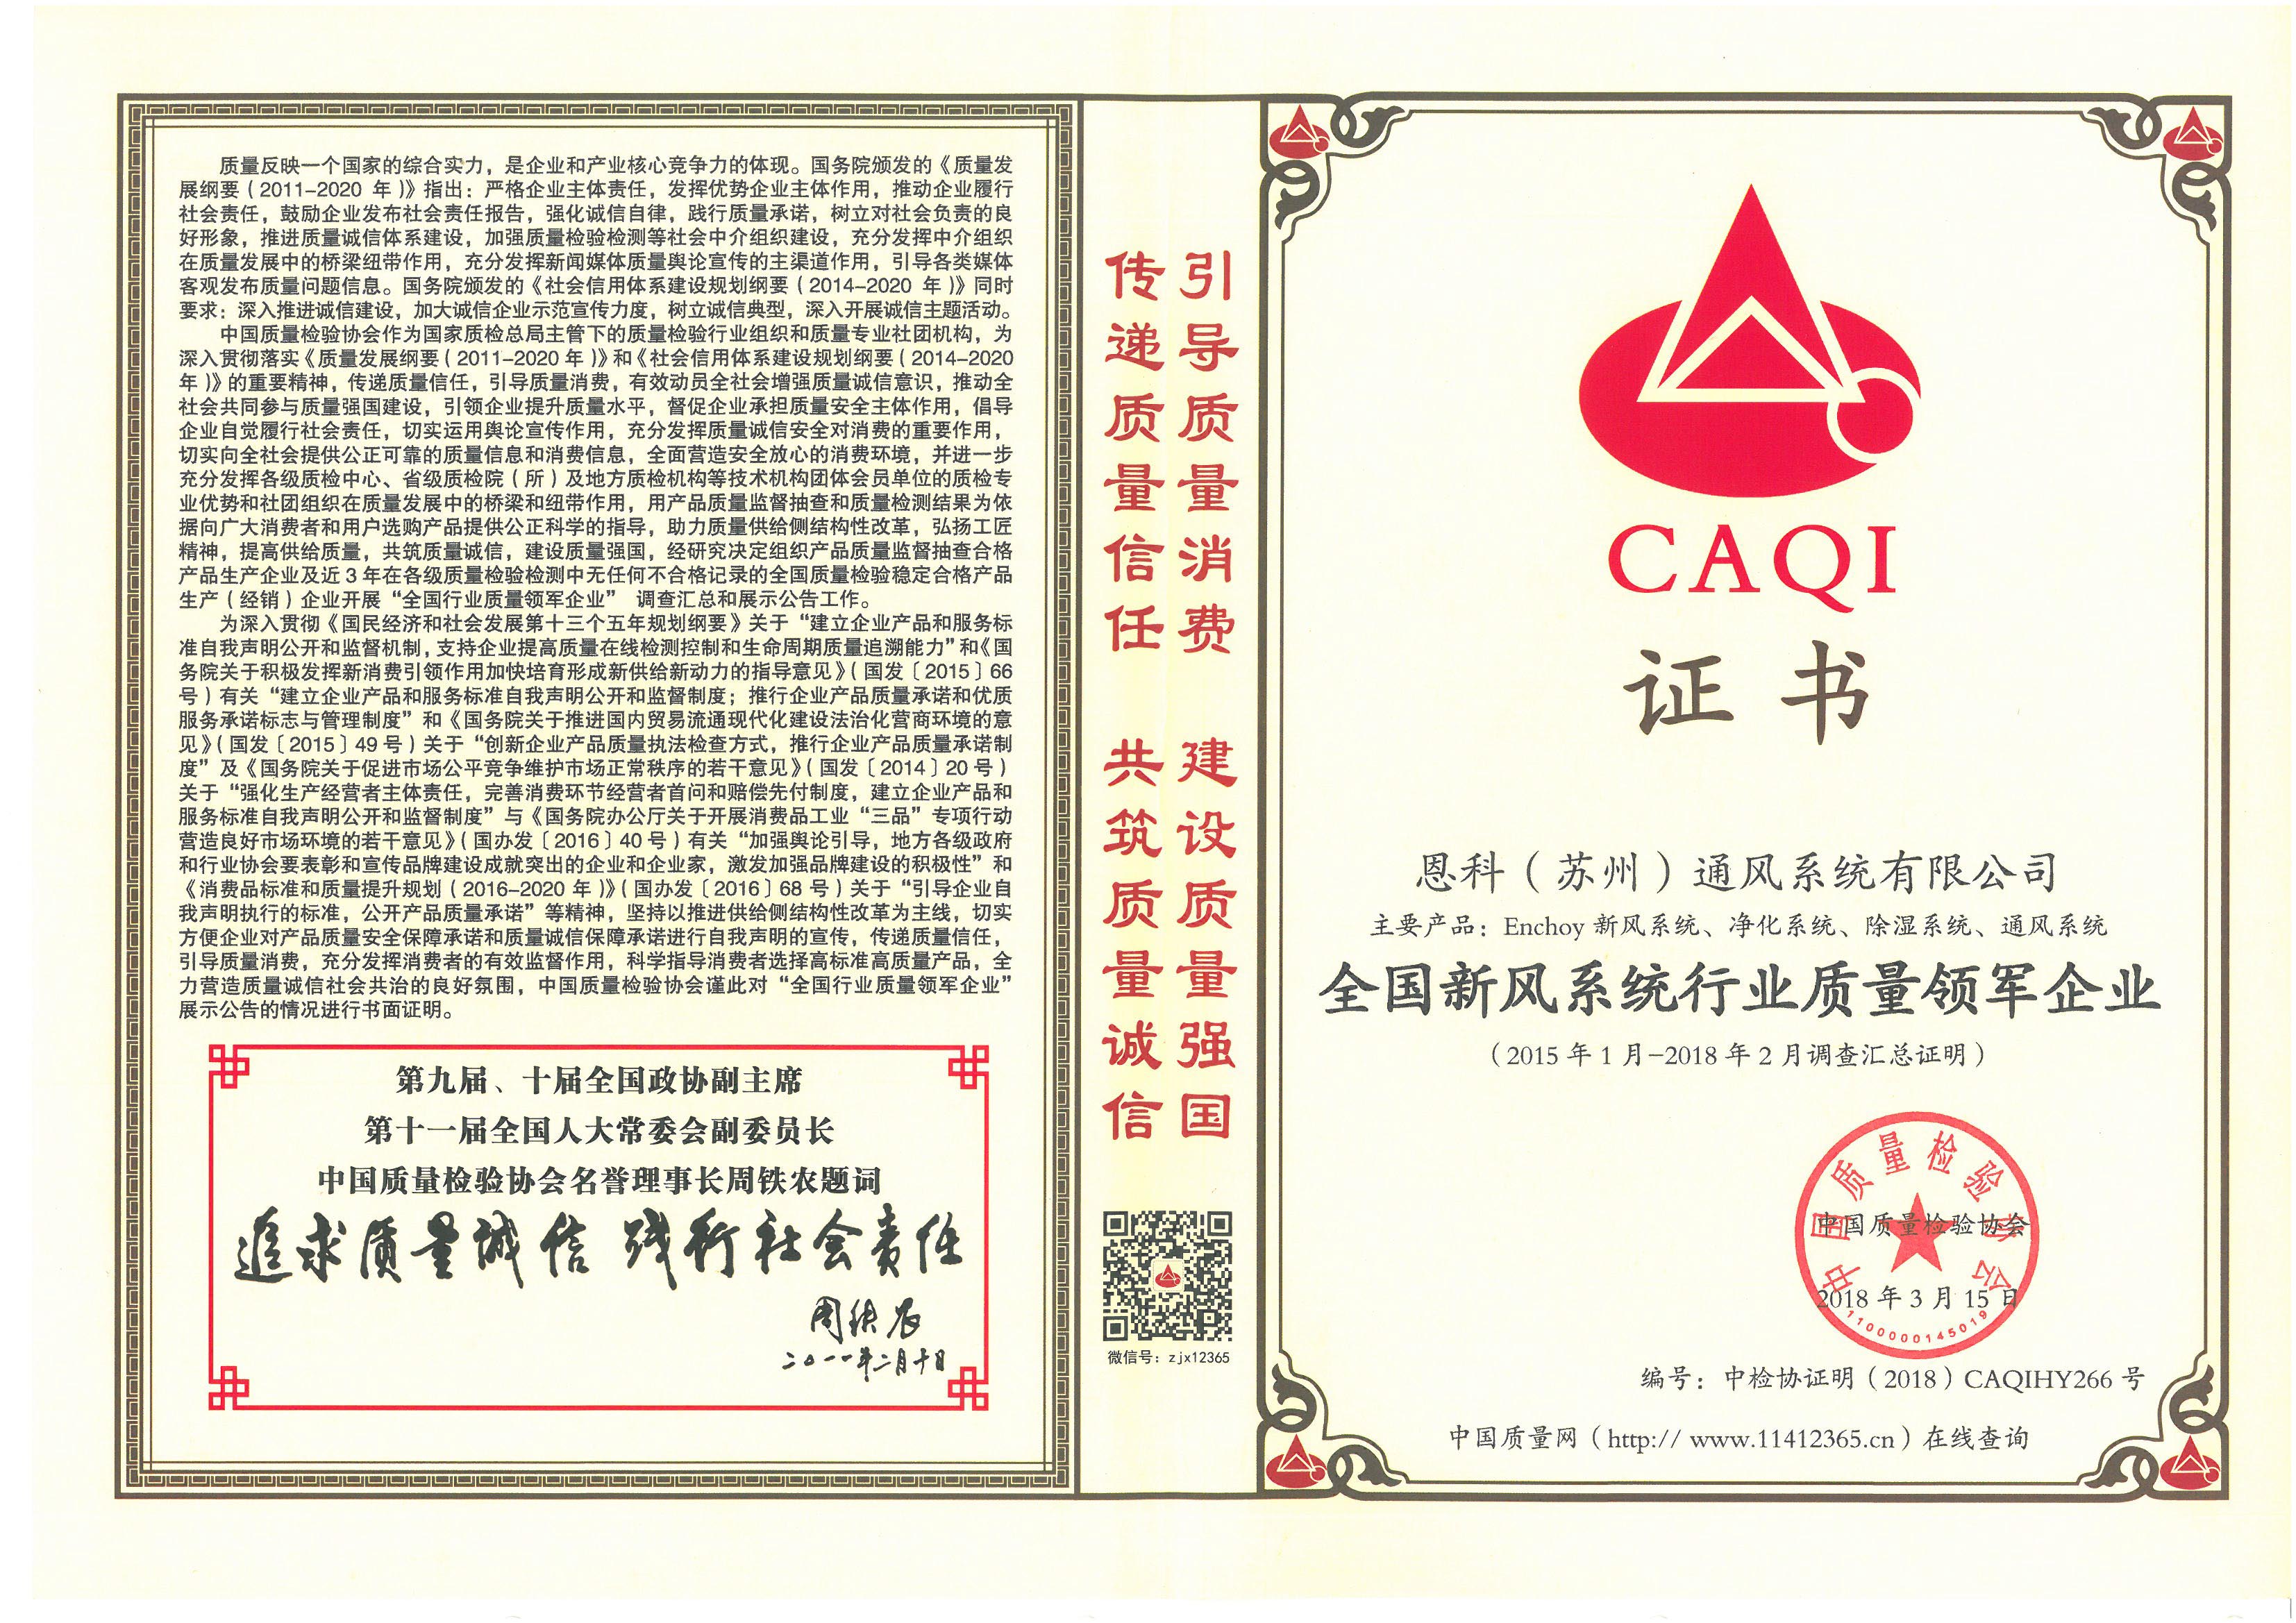 质量反映一个国家的综合实力，是企业和产业核心竞争力的体现。国务院颁发的《质量发
展纲要（2011-2020 年）》指出：严格企业主体责任，发挥优势企业主体作用，推动企业履行
社会责任，鼓励企业发布社会责任报告，强化诚信自律，践行质量承诺，树立对社会负责的良
好形象，推进质量诚信体系建设，加强质量检验检测等社会中介组织建设，充分发挥中介组织
在质量发展中的桥梁纽带作用，充分发挥新闻媒体质量舆论宣传的主渠道作用，引导各类媒体
客观发布质量问题信息。国务院颁发的《社会信用体系建设规划纲要（2014-2020 年）》同时
要求：深入推进诚信建设，加大诚信企业示范宣传力度，树立诚信典型，深入开展诚信主题活动。
中国质量检验协会作为国家质检总局主管下的质量检验行业组织和质量专业社团机构，为
深入贯彻落实《质量发展纲要（2011-2020 年）》和《社会信用体系建设规划纲要（2014-2020
年）》的重要精神，传递质量信任，引导质量消费，有效动员全社会增强质量诚信意识，推动全
社会共同参与质量强国建设，引领企业提升质量水平，督促企业承担质量安全主体作用，倡导
企业自觉履行社会责任，切实运用舆论宣传作用，充分发挥质量诚信安全对消费的重要作用，
切实向全社会提供公正可靠的质量信息和消费信息，全面营造安全放心的消费环境，并进一步
充分发挥各级质检中心、省级质检院（所）及地方质检机构等技术机构团体会员单位的质检专
业优势和社团组织在质量发展中的桥梁和纽带作用，用产品质量监督抽查和质量检测结果为依
据向广大消费者和用户选购产品提供公正科学的指导，助力质量供给侧结构性改革，弘扬工匠
精神，提高供给质量，共筑质量诚信，建设质量强国，经研究决定组织产品质量监督抽查合格
产品生产企业及近 3 年在各级质量检验检测中无任何不合格记录的全国质量检验稳定合格产品
生产（经销）企业开展“全国行业质量领军企业” 调查汇总和展示公告工作。
为深入贯彻《国民经济和社会发展第十三个五年规划纲要》关于“建立企业产品和服务标
准自我声明公开和监督机制，支持企业提高质量在线检测控制和生命周期质量追溯能力”和《国
务院关于积极发挥新消费引领作用加快培育形成新供给新动力的指导意见》（国发〔2015〕66
号）有关“建立企业产品和服务标准自我声明公开和监督制度；推行企业产品质量承诺和优质
服务承诺标志与管理制度”和《国务院关于推进国内贸易流通现代化建设法治化营商环境的意
见》（国发〔2015〕49 号）关于“创新企业产品质量执法检查方式，推行企业产品质量承诺制
度”及《国务院关于促进市场公平竞争维护市场正常秩序的若干意见》（国发〔2014〕20 号）
关于“强化生产经营者主体责任，完善消费环节经营者首问和赔偿先付制度，建立企业产品和
服务标准自我声明公开和监督制度”与《国务院办公厅关于开展消费品工业“三品”专项行动
营造良好市场环境的若干意见》（国办发〔2016〕40 号）有关“加强舆论引导，地方各级政府
和行业协会要表彰和宣传品牌建设成就突出的企业和企业家，激发加强品牌建设的积极性”和
《消费品标准和质量提升规划（2016-2020 年）》（国办发〔2016〕68 号）关于“引导企业自
我声明执行的标准，公开产品质量承诺”等精神，坚持以推进供给侧结构性改革为主线，切实
方便企业对产品质量安全保障承诺和质量诚信保障承诺进行自我声明的宣传，传递质量信任，
引导质量消费，充分发挥消费者的有效监督作用，科学指导消费者选择高标准高质量产品，全
力营造质量诚信社会共治的良好氛围，中国质量检验协会谨此对“全国行业质量领军企业”
展示公告的情况进行书面证明。
第九届、十届全国政协副主席
第十一届全国人大常委会副委员长
中国质量检验协会名誉理事长周铁农题词
追求质量诚信 践行社会责任
周铁农
二〇一一年二月十日
传递质量信任 共筑质量诚信
引导质量消费 建设质量强国
微信号：zjx12365
CAQI
证书
恩科（苏州）通风系统有限公司
主要产品：Enchoy 新风系统、净化系统、除湿系统、通风系统
全国新风系统行业质量领军企业
（2015 年 1 月-2018 年 2 月调查汇总证明）
中国质量检验协会
中国质量检验协会
2018 年 3 月 15 日
1100000145019
编号：中检协证明（2018）CAQIHY266 号
中国质量网（http:// www.11412365.cn）在线查询